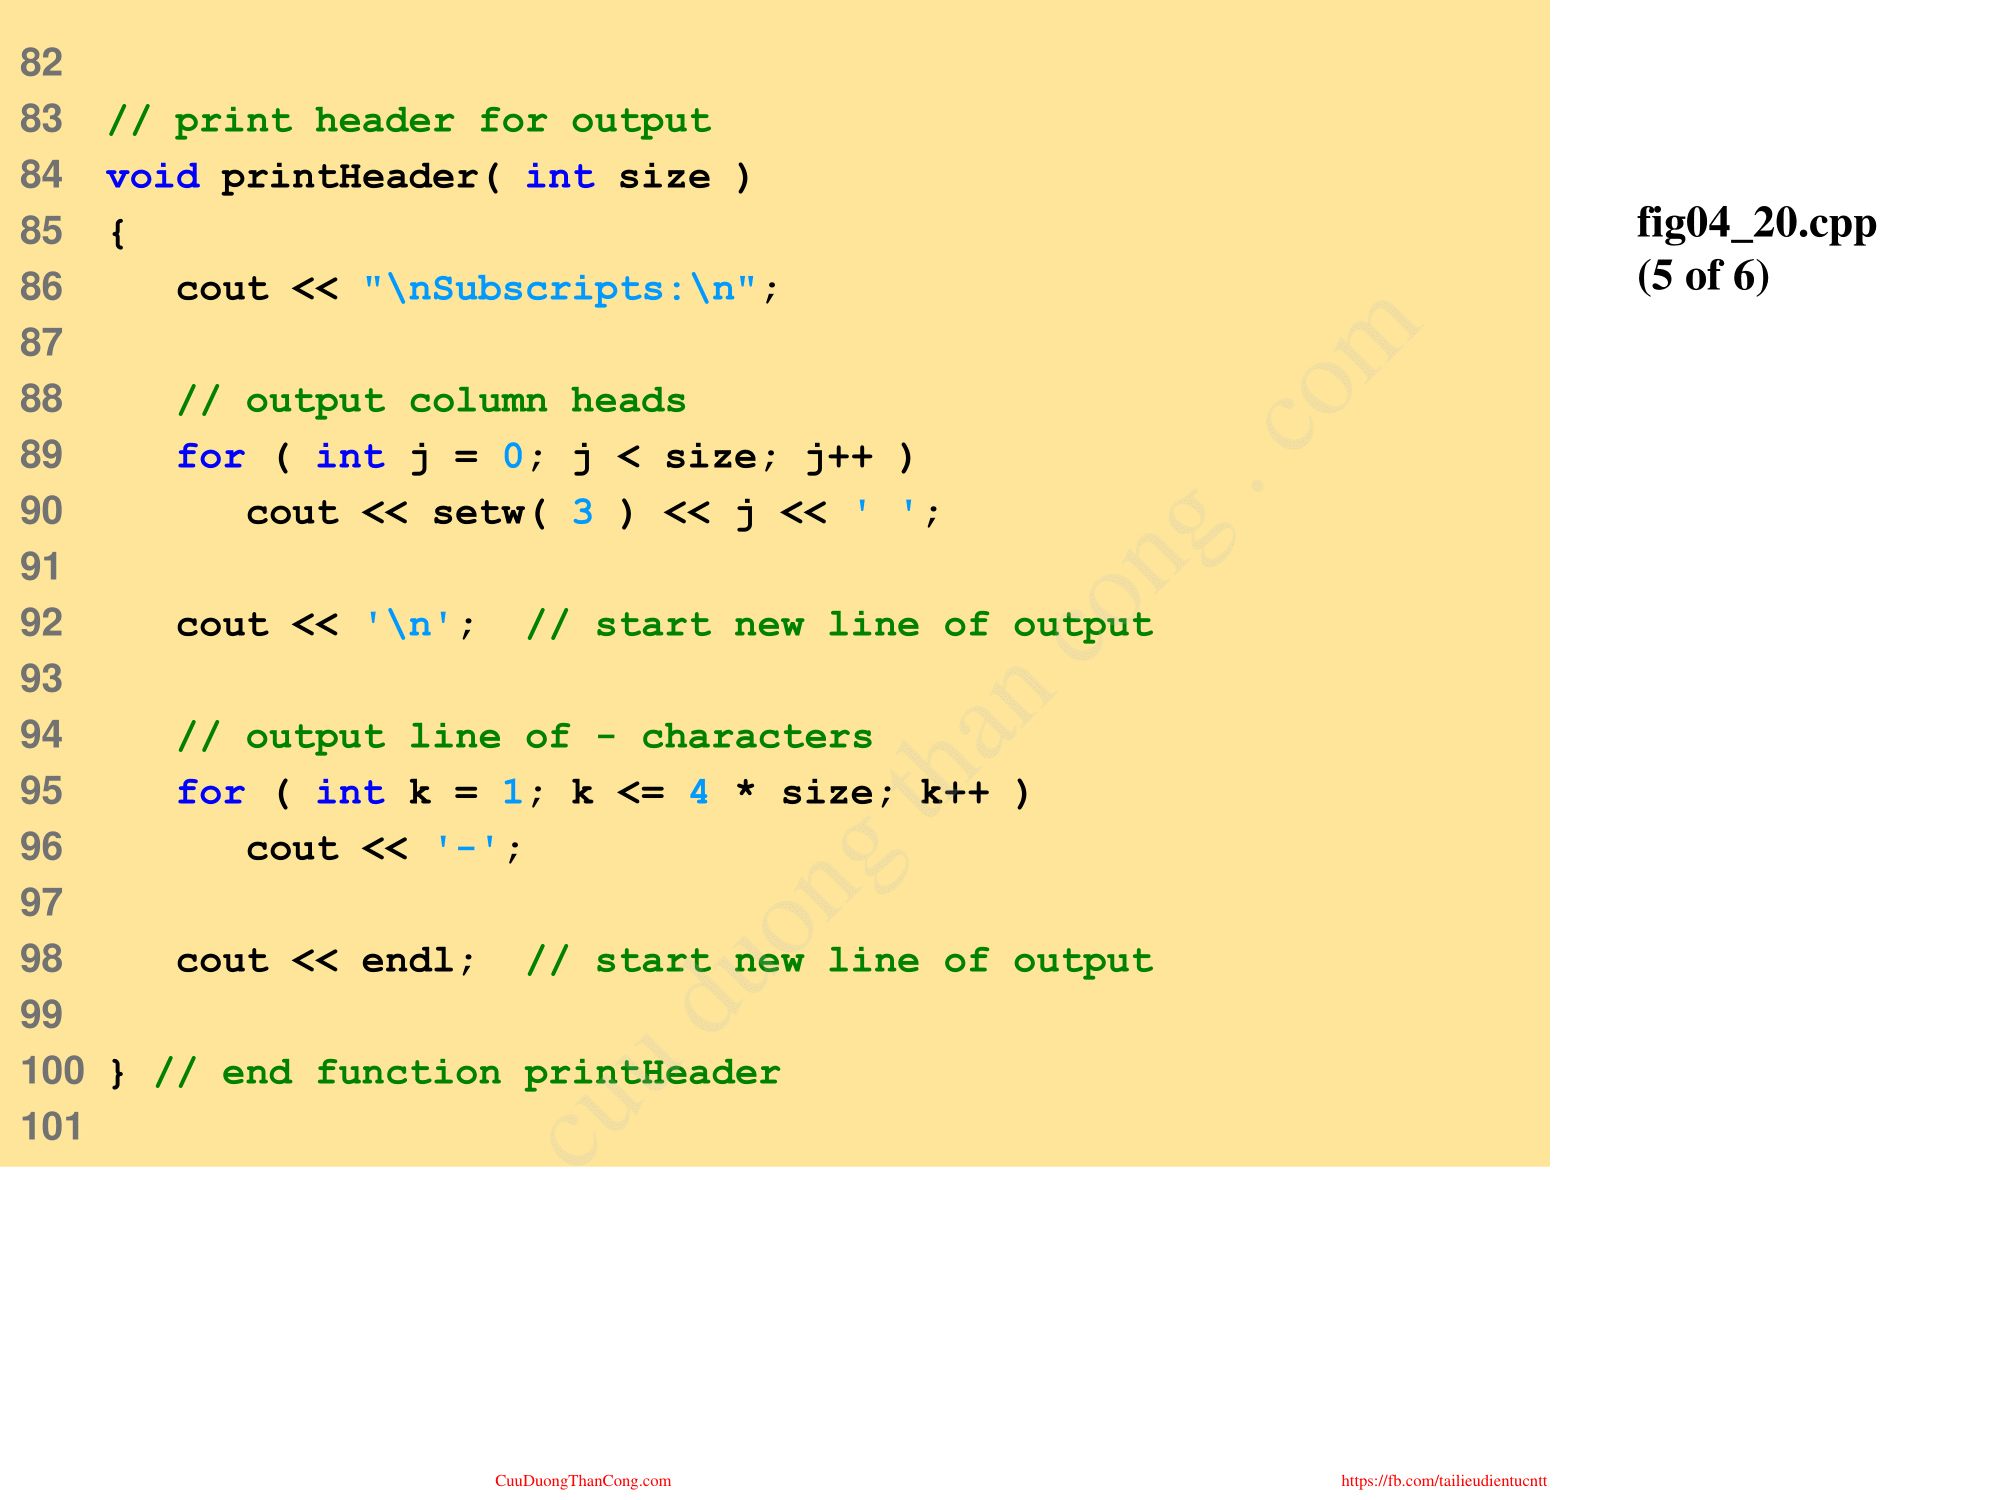 82
83 // print header for output
84 void printHeader( int size )
85 {
86 cout << "\nSubscripts:\n";
87
88 // output column heads
89 for ( int j = 0; j < size; j++ )
90 cout << setw( 3 ) << j << ' ';
91
92 cout << '\n'; // start new line of output
93
94 // output line of - characters
95 for ( int k = 1; k <= 4 * size; k++ )
96 cout << '-';
97
98 cout << endl; // start new line of output
99
100 } // end function printHeader
101
fig04_20.cpp
(5 of 6)
cuu duong than cong . com
CuuDuongThanCong.com
https://fb.com/tailieudientucntt